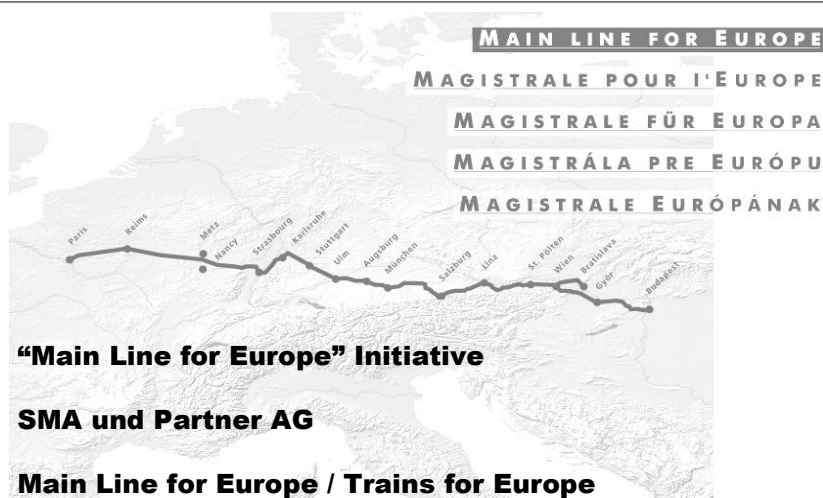 MAIN LINE FOR EUROPE
MAGISTRALE POUR l'EUROPE
MAGISTRALE FÜR EUROPA
MAGISTRÁLA PRE EURÓPU
MAGISTRALE EURÓPÁNAK
Paris
Reims
Metz
Nancy
Strasbourg
Karlsruhe
Stuttgart
Ulm
Augsburg
München
Salzburg
Linz
St. Pölten
Wien
Bratislava
Győr
Budapest
“Main Line for Europe” Initiative
SMA und Partner AG
Main Line for Europe / Trains for Europe